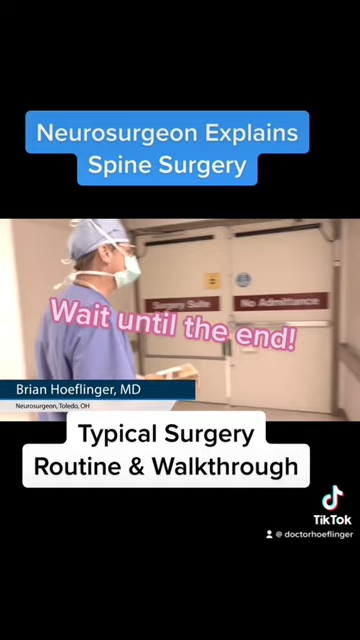 Neurosurgeon Explains
Spine Surgery
Surgery Suite
No Admittance
Wait until the end!
Brian Hoeflinger, MD
Neurosurgeon, Toledo, OH
Typical Surgery
Routine & Walkthrough
TikTok
@ doctorhoeflinger